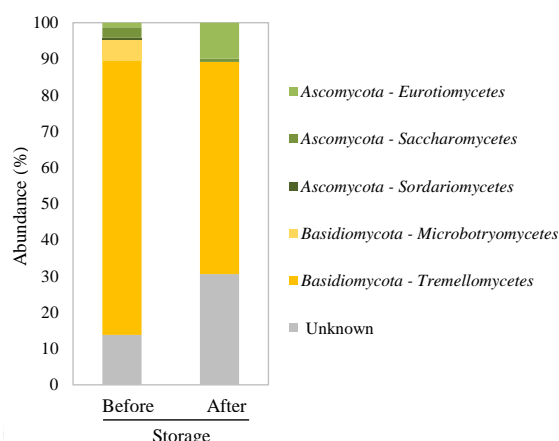 Abundance (%)
100
90
80
70
60
50
40
30
20
10
0
Before After
Storage
Ascomycota - Eurotiomycetes
Ascomycota - Saccharomycetes
Ascomycota - Sordariomycetes
Basidiomycota - Microbotryomycetes
Basidiomycota - Tremellomycetes
Unknown